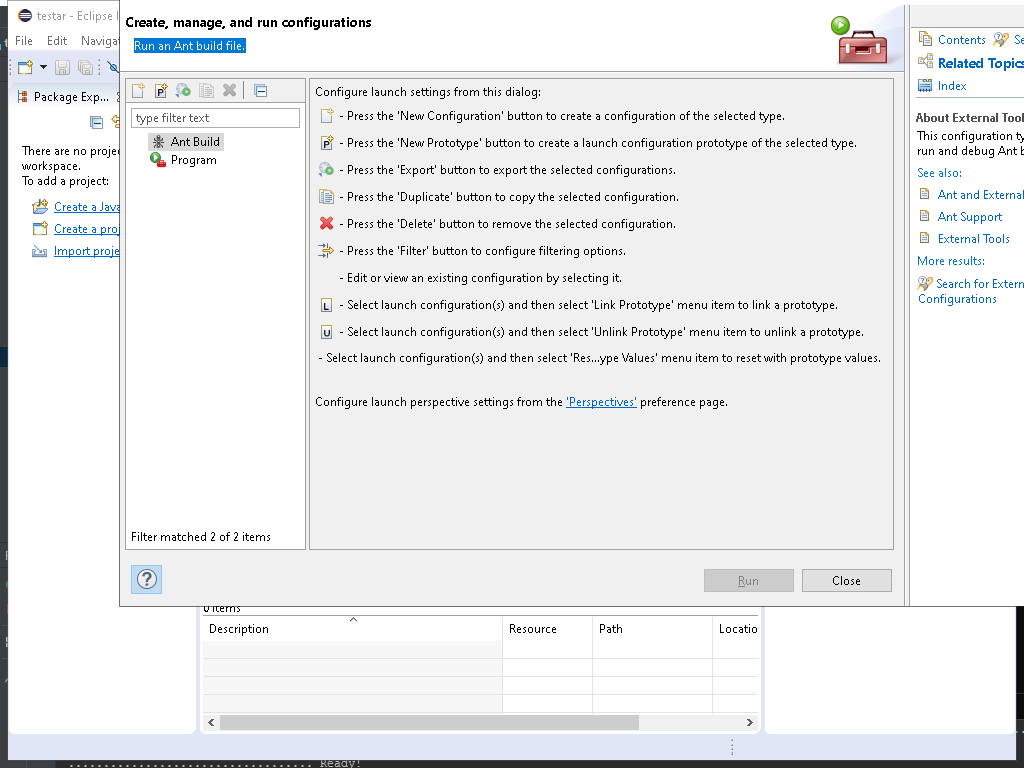 testar - Eclipse I
File Edit Naviga
Package Exp...
There are no proje
workspace.
To add a project:
Create a Java
Create a proj
Import proje
Create, manage, and run configurations
Run an Ant build file.
type filter text
Ant Build
Program
Filter matched 2 of 2 items
Configure launch settings from this dialog:
- Press the 'New Configuration' button to create a configuration of the selected type.
- Press the 'New Prototype' button to create a launch configuration prototype of the selected type.
- Press the 'Export' button to export the selected configurations.
- Press the 'Duplicate' button to copy the selected configuration.
- Press the 'Delete' button to remove the selected configuration.
- Press the 'Filter' button to configure filtering options.
- Edit or view an existing configuration by selecting it.
- Select launch configuration(s) and then select 'Link Prototype' menu item to link a prototype.
- Select launch configuration(s) and then select 'Unlink Prototype' menu item to unlink a prototype.
- Select launch configuration(s) and then select 'Res...ype Values' menu item to reset with prototype values.
Configure launch perspective settings from the 'Perspectives' preference page.
Run Close
Contents Se
Related Topics
Index
About External Tool
This configuration ty
run and debug Ant b
See also:
Ant and External
Ant Support
External Tools
More results:
Search for Extern
Configurations
0 items
Description Resource Path Locatio
Ready!